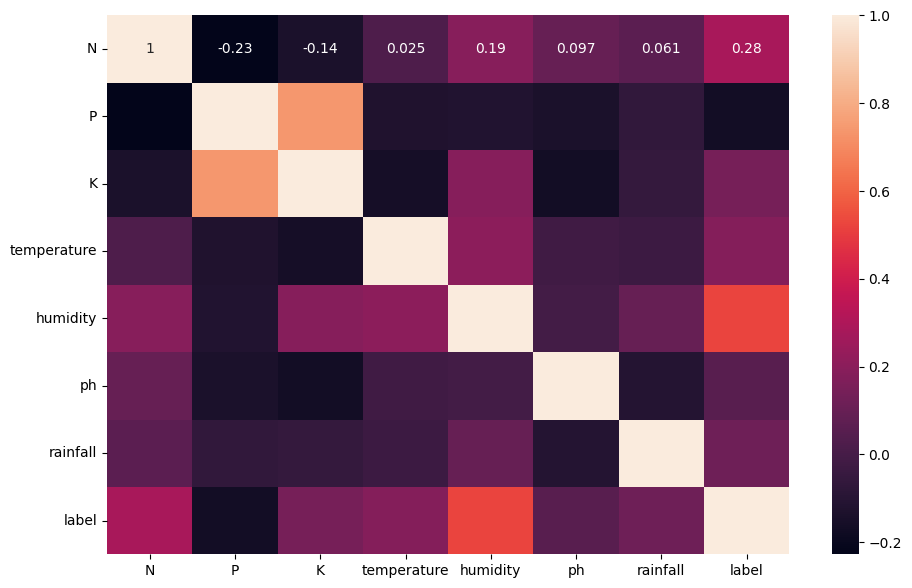 N 1 -0.23 -0.14 0.025 0.19 0.097 0.061 0.28
P
K
temperature
humidity
ph
rainfall
label
N P K temperature humidity ph rainfall label
1.0
0.8
0.6
0.4
0.2
0.0
−0.2